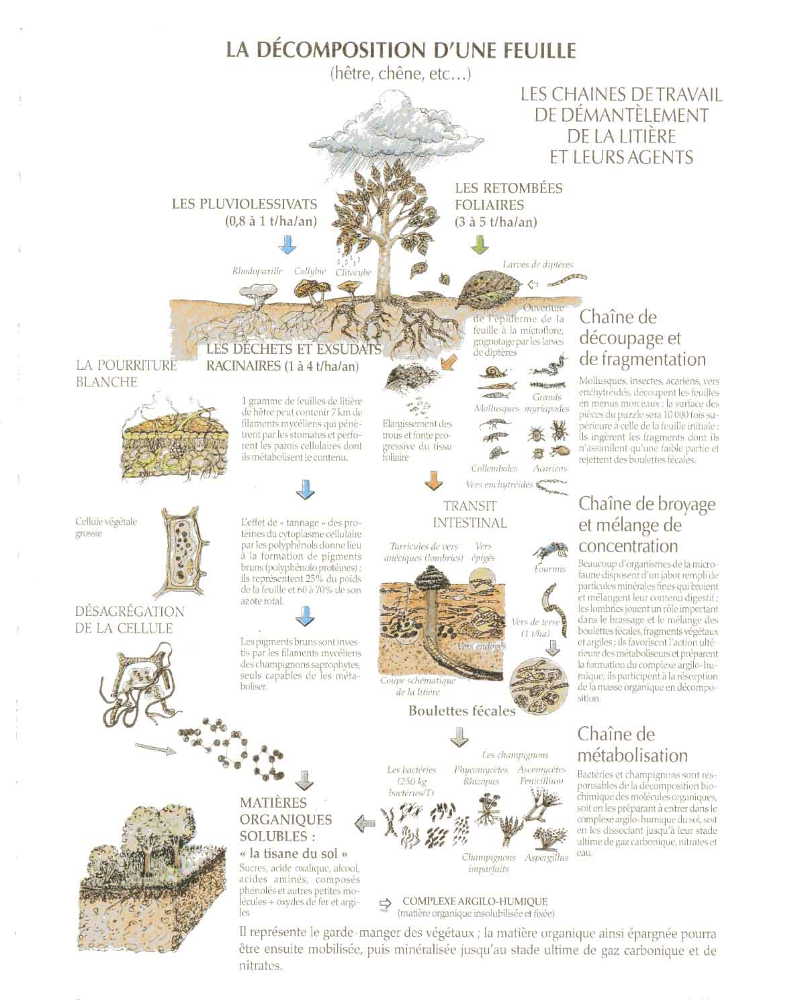 LA DÉCOMPOSITION D'UNE FEUILLE
(hêtre, chêne, etc...)
LES CHAINES DE TRAVAIL
DE DÉMANTÈLEMENT
DE LA LITIÈRE
ET LEURS AGENTS
LES PLUVIOLESSIVATS
(0,8 à 1 t/ha/an)
LES RETOMBÉES
FOLIAIRES
(3 à 5 t/ha/an)
Rhodopaxille
Collybie
Clitocybe
Larves de diptères
Ouverture
de l'épiderme de la
feuille à la microflore,
grignotage par les larves
de diptères
Chaîne de
découpage et
de fragmentation
Mollusques, insectes, acariens, vers
enchytréidés, découpent les feuilles
en menus morceaux ; la surface des
pièces du puzzle sera 10 000 fois su-
périeure à celle de la feuille initiale ;
ils ingèrent les fragments dont ils
n'assimilent qu'une faible partie et
rejettent des boulettes fécales.
LES DÉCHETS ET EXSUDATS
RACINAIRES (1 à 4 t/ha/an)
LA POURRITURE
BLANCHE
1 gramme de feuilles de litière
de hêtre peut contenir 7 km de
filaments mycéliens qui péné-
trent par les stomates et perfo-
rent les parois cellulaires dont
ils métabolisent le contenu.
Elargissement des
trous et fonte pro-
gressive du tissu
foliaire
Grands
Mollusques myriapodes
Collemboles
Acariens
Vers enchytréidés
TRANSIT
INTESTINAL
Cellule végétale
grossie
L'effet de « tannage » des pro-
téines du cytoplasme cellulaire
par les polyphénols donne lieu
à la formation de pigments
bruns (polyphénolo protéines) ;
ils représentent 25% du poids
de la feuille et 60 à 70% de son
azote total.
Turricules de vers
anéciques (lombrics)
Vers
épigés
Fourmis
Vers de terre
(1 t/ha)
Vers endogés
Coupe schématique
de la litière
Boulettes fécales
Chaîne de broyage
et mélange de
concentration
Beaucoup d'organismes de la micro-
faune disposent d'un jabot rempli de
particules minérales fines qui broient
et mélangent leur contenu digestif ;
les lombrics jouent un rôle important
dans le brassage et le mélange des
boulettes fécales, fragments végétaux
et argiles ; ils favorisent l'action ulté-
rieure des métaboliseurs et préparent
la formation du complexe argilo-hu-
mique; ils participent à la résorption
de la masse organique en décompo-
sition.
DÉSAGRÉGATION
DE LA CELLULE
Les pigments bruns sont inves-
tis par les filaments mycéliens
des champignons saprophytes,
seuls capables de les méta-
boliser.
Chaîne de
métabolisation
Bactéries et champignons sont res-
ponsables de la décomposition bio-
chimique des molécules organiques,
soit en les préparant à entrer dans le
complexe argilo-humique du sol, soit
en les dissociant jusqu'à leur stade
ultime de gaz carbonique, nitrates et
eau.
Les champignons
Les bactéries
(250 kg
bactéries/T)
Phycomycètes
Rhizopus
Ascomycètes
Penicillium
Champignons
imparfaits
Aspergillus
MATIÈRES
ORGANIQUES
SOLUBLES :
« la tisane du sol »
Sucres, acide oxalique, alcool,
acides aminés, composés
phénolés et autres petites mo-
lécules + oxydes de fer et argi-
les
COMPLEXE ARGILO-HUMIQUE
(matière organique insolubilisée et fixée)
Il représente le garde-manger des végétaux ; la matière organique ainsi épargnée pourra
être ensuite mobilisée, puis minéralisée jusqu'au stade ultime de gaz carbonique et de
nitrates.